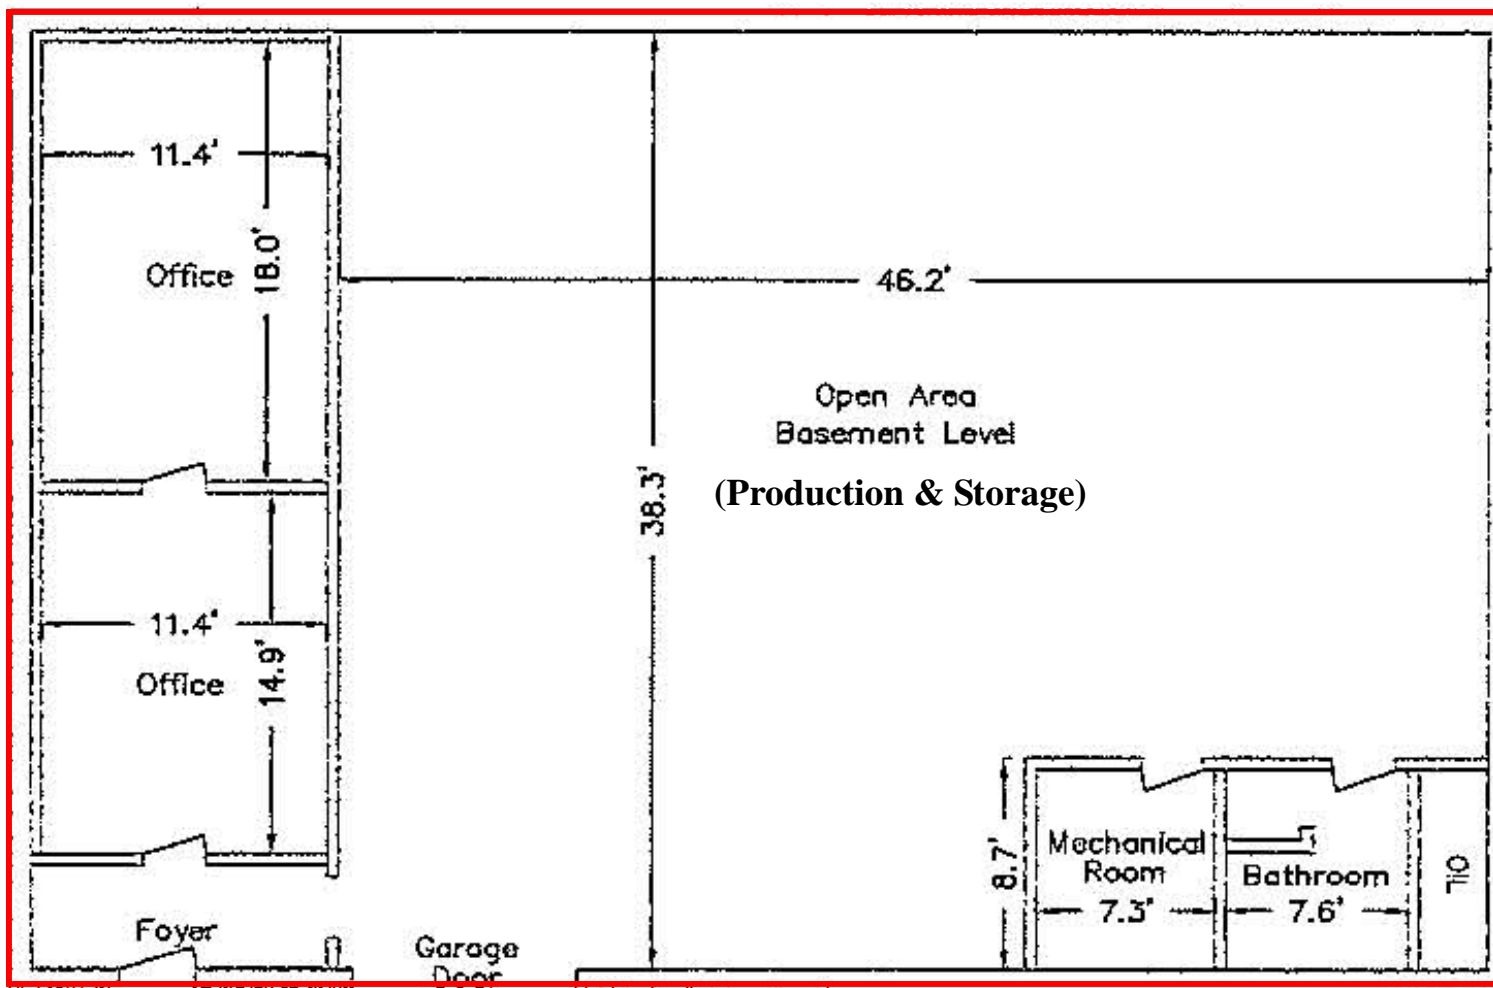 11.4'
Office
18.0'
46.2'
Open Area
Basement Level
(Production & Storage)
38.3'
11.4'
Office
14.9'
8.7'
Mechanical
Room
7.3'
Bathroom
7.6'
OIL
Foyer
Garage
Door